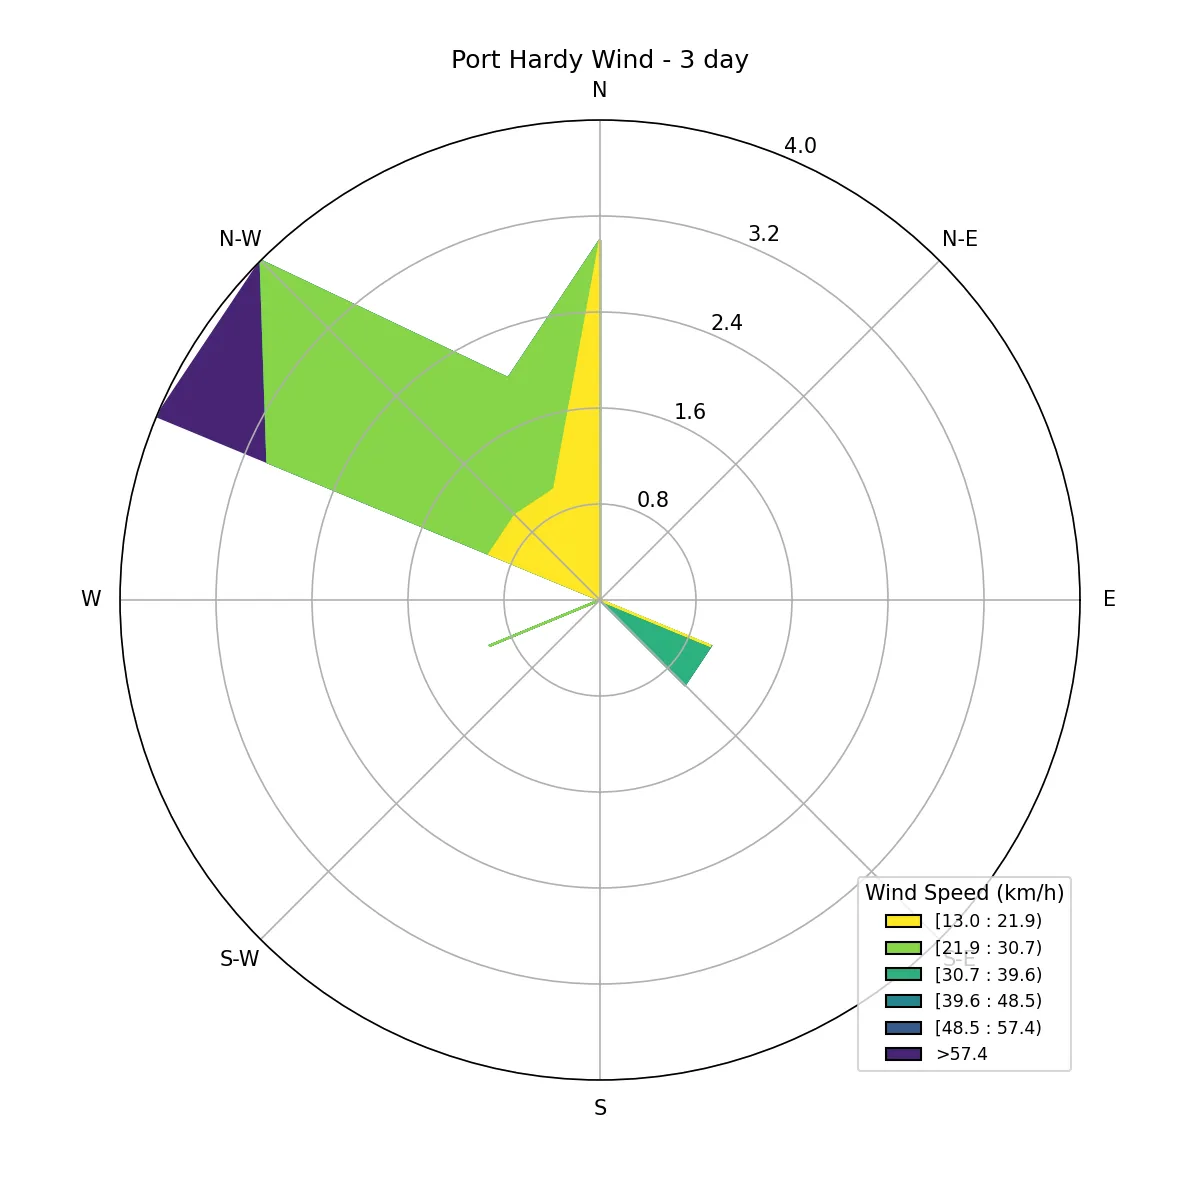 Port Hardy Wind - 3 day
N
4.0
N-W
3.2
N-E
2.4
1.6
0.8
W
E
Wind Speed (km/h)
[13.0 : 21.9)
[21.9 : 30.7)
S-W
S-E
[30.7 : 39.6)
[39.6 : 48.5)
[48.5 : 57.4)
>57.4
S